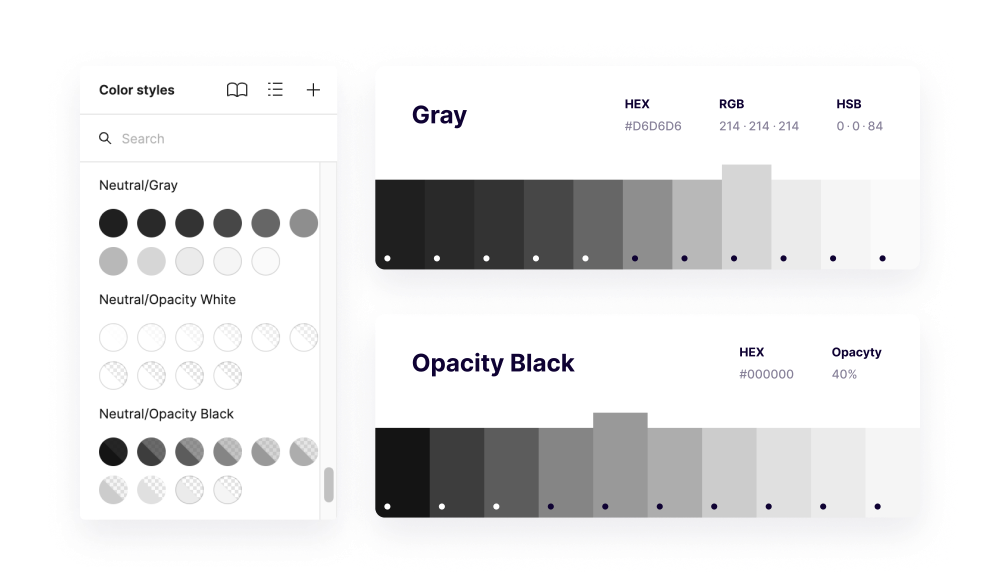 Color styles
Search
Neutral/Gray
Neutral/Opacity White
Neutral/Opacity Black
Gray
HEX RGB HSB
#D6D6D6 214 · 214 · 214 0 · 0 · 84
Opacity Black
HEX Opacyty
#000000 40%